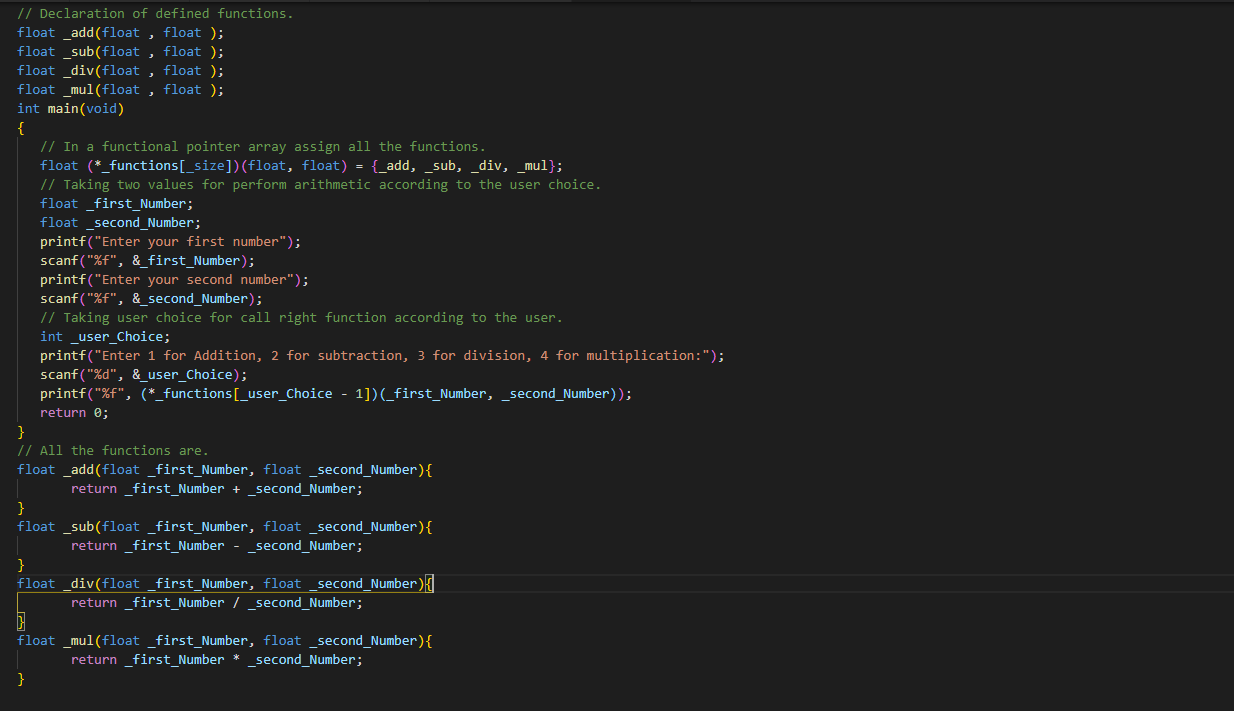 // Declaration of defined functions.
float _add(float , float );
float _sub(float , float );
float _div(float , float );
float _mul(float , float );
int main(void)
{
   // In a functional pointer array assign all the functions.
   float (*_functions[_size])(float, float) = {_add, _sub, _div, _mul};
   // Taking two values for perform arithmetic according to the user choice.
   float _first_Number;
   float _second_Number;
   printf("Enter your first number");
   scanf("%f", &_first_Number);
   printf("Enter your second number");
   scanf("%f", &_second_Number);
   // Taking user choice for call right function according to the user.
   int _user_Choice;
   printf("Enter 1 for Addition, 2 for subtraction, 3 for division, 4 for multiplication:");
   scanf("%d", &_user_Choice);
   printf("%f", (*_functions[_user_Choice - 1])(_first_Number, _second_Number));
   return 0;
}
// All the functions are.
float _add(float _first_Number, float _second_Number){
       return _first_Number + _second_Number;
}
float _sub(float _first_Number, float _second_Number){
       return _first_Number - _second_Number;
}
float _div(float _first_Number, float _second_Number){
       return _first_Number / _second_Number;
}
float _mul(float _first_Number, float _second_Number){
       return _first_Number * _second_Number;
}